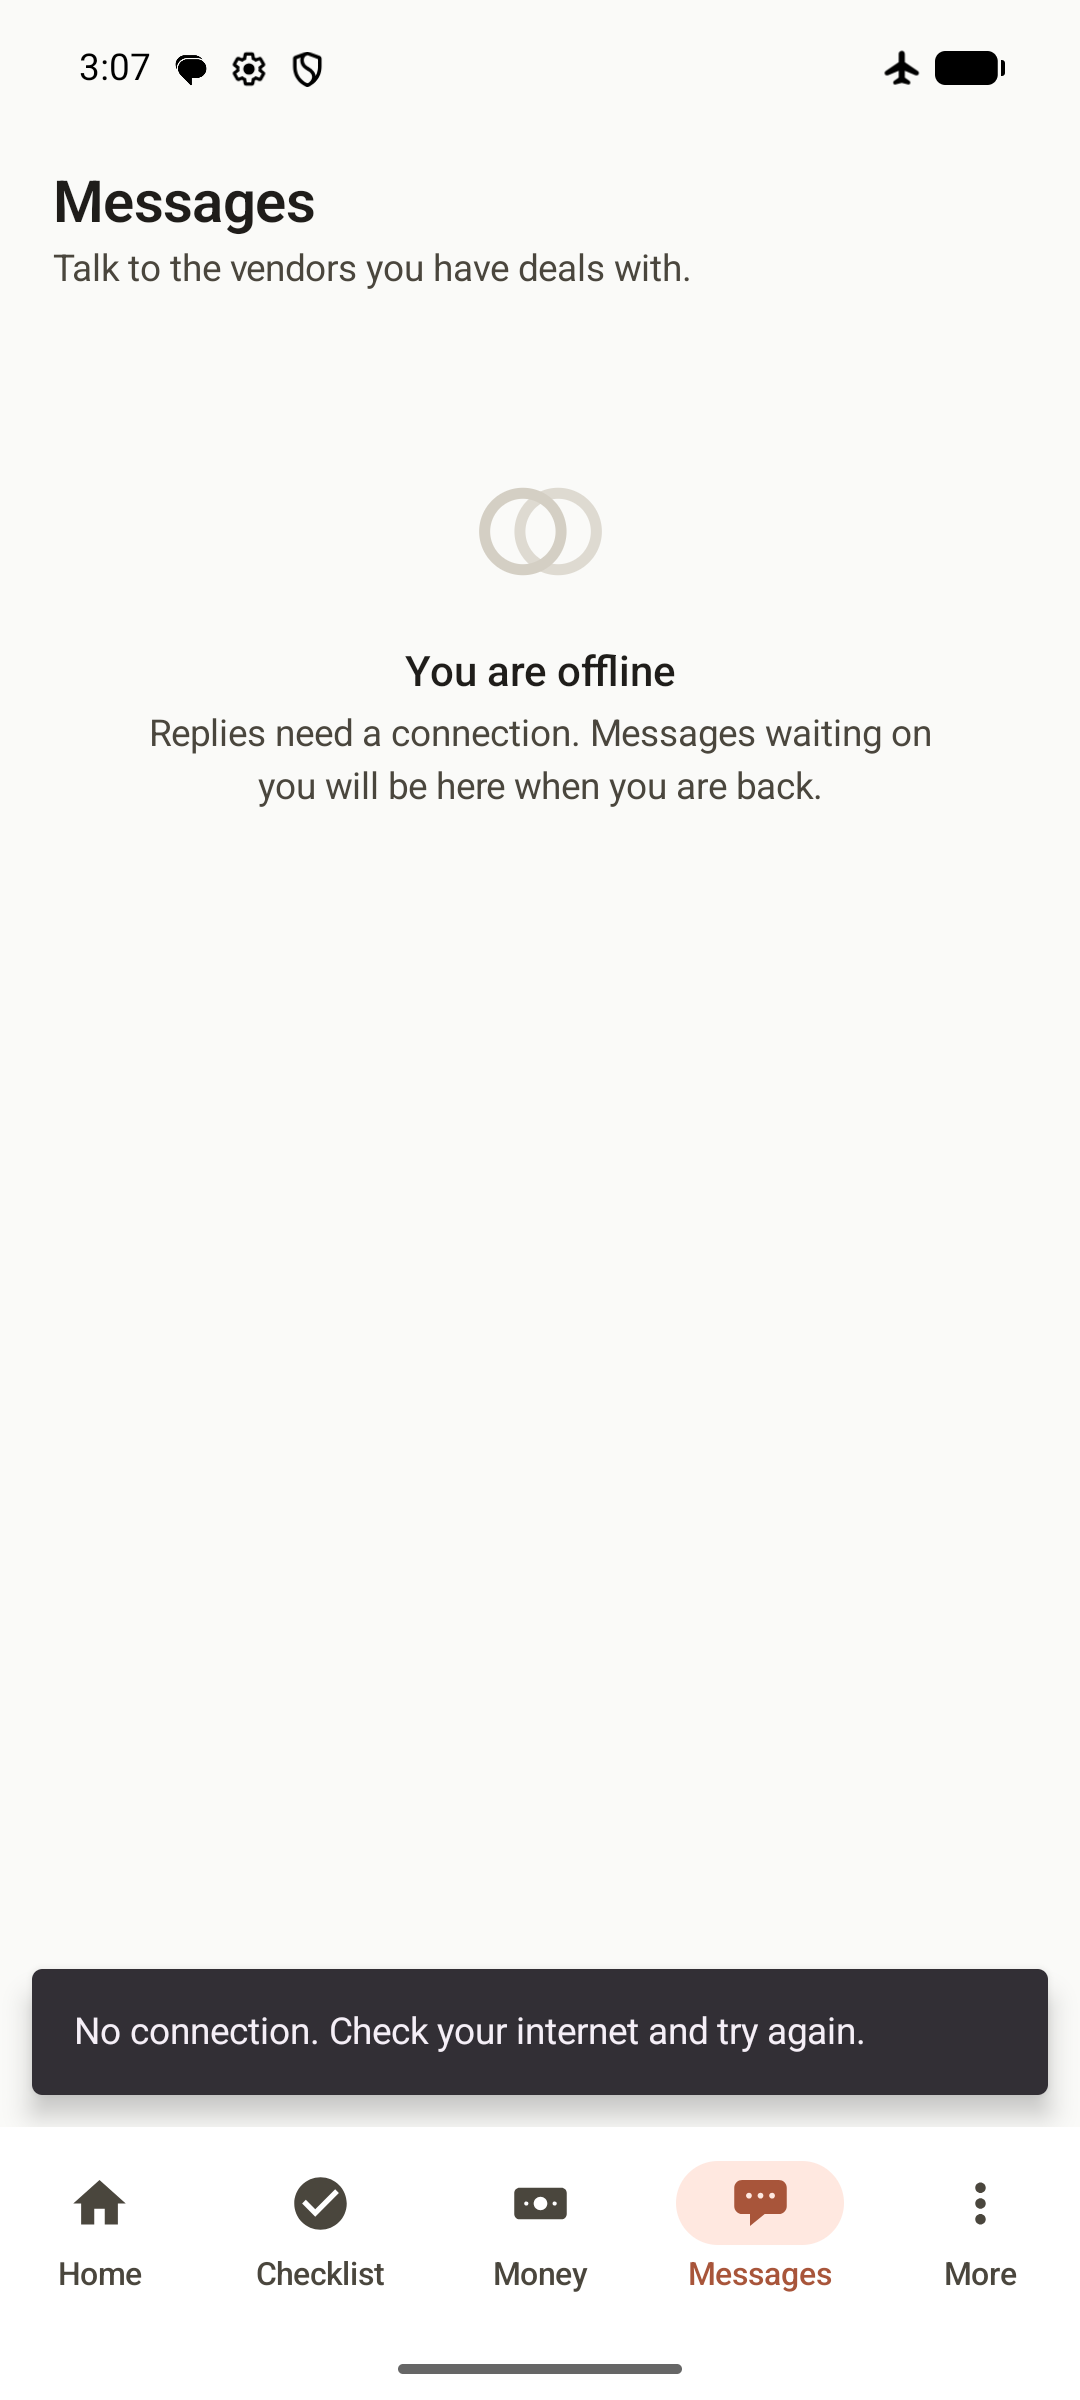 3:07
Messages
Talk to the vendors you have deals with.
You are offline
Replies need a connection. Messages waiting on
you will be here when you are back.
No connection. Check your internet and try again.
Home
Checklist
Money
Messages
More